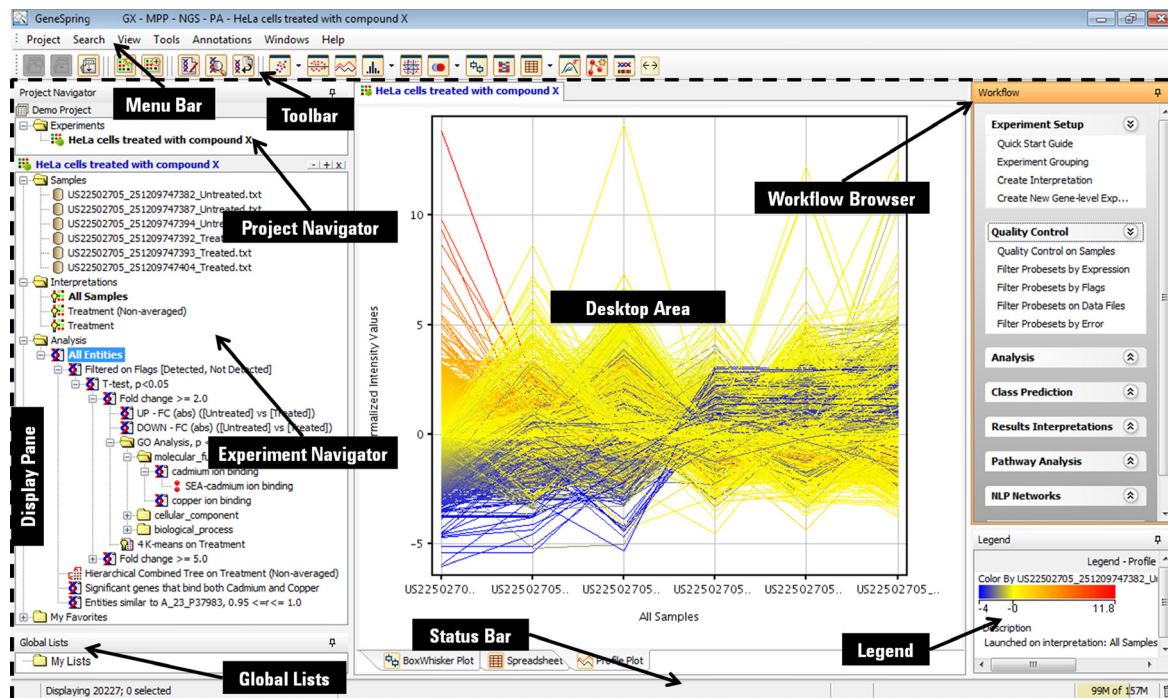 GeneSpring GX - MPP - NGS - PA - HeLa cells treated with compound X
Project Search View Tools Annotations Windows Help
Menu Bar
Toolbar
Project Navigator
Demo Project
Experiments
HeLa cells treated with compound X
HeLa cells treated with compound X
Samples
US22502705_251209747382_Untreated.txt
US22502705_251209747387_Untreated.txt
US22502705_251209747394_Untreated.txt
US22502705_251209747392_Treated.txt
US22502705_251209747393_Treated.txt
US22502705_251209747404_Treated.txt
Project Navigator
Interpretations
All Samples
Treatment (Non-averaged)
Treatment
Analysis
All Entities
Filtered on Flags [Detected, Not Detected]
T-test, p<0.05
Fold change >= 2.0
UP - FC (abs) ([Untreated] vs [Treated])
DOWN - FC (abs) ([Untreated] vs [Treated])
GO Analysis, p <
molecular_fu
cadmium ion binding
SEA-cadmium ion binding
copper ion binding
cellular_component
biological_process
4 K-means on Treatment
Fold change >= 5.0
Hierarchical Combined Tree on Treatment (Non-averaged)
Significant genes that bind both Cadmium and Copper
Entities similar to A_23_P37983, 0.95 <=r<= 1.0
My Favorites
Experiment Navigator
Display Pane
Global Lists
My Lists
Global Lists
Displaying 20227; 0 selected
HeLa cells treated with compound X
10
5
0
-5
Normalized Intensity Values
Desktop Area
US2250270... US2250270... US22502705... US22502705... US22502705... US22502705_...
All Samples
BoxWhisker Plot Spreadsheet Profile Plot
Status Bar
Workflow
Workflow Browser
Experiment Setup
Quick Start Guide
Experiment Grouping
Create Interpretation
Create New Gene-level Exp...
Quality Control
Quality Control on Samples
Filter Probesets by Expression
Filter Probesets by Flags
Filter Probesets on Data Files
Filter Probesets by Error
Analysis
Class Prediction
Results Interpretations
Pathway Analysis
NLP Networks
Legend
Legend - Profile
Color By US22502705_251209747382_U
-4 -0 11.8
Description
Launched on interpretation: All Samples
Legend
99M of 157M